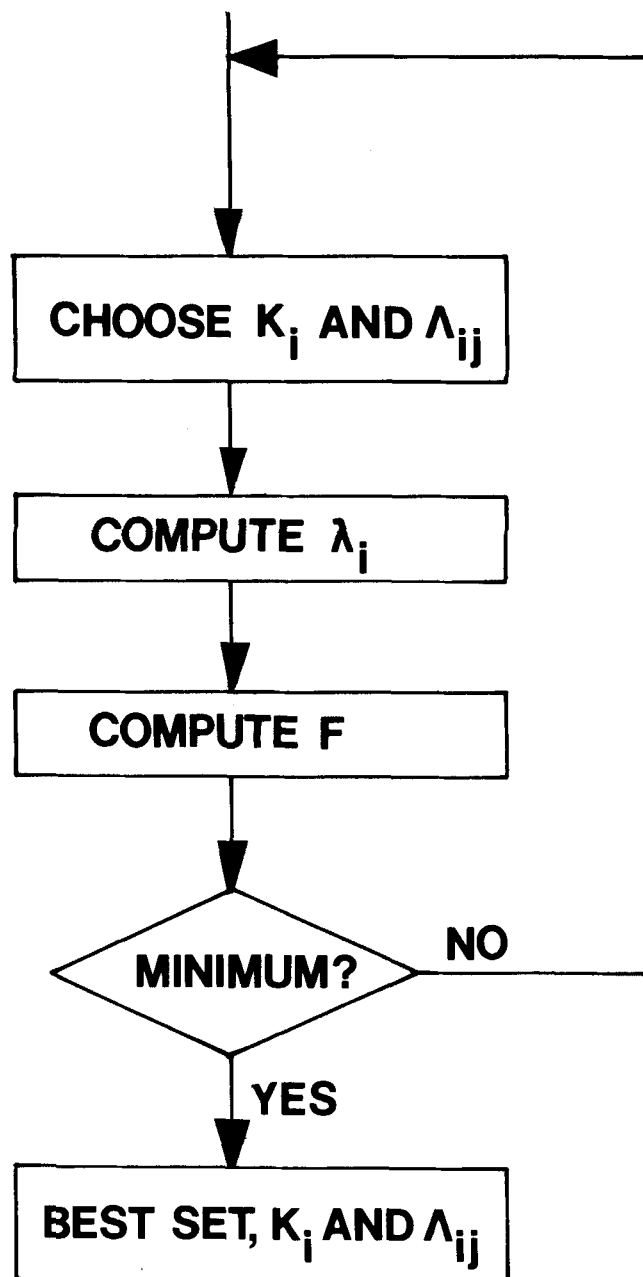 CHOOSE Kᵢ AND Λᵢⱼ
COMPUTE λᵢ
COMPUTE F
MINIMUM?
NO
YES
BEST SET, Kᵢ AND Λᵢⱼ